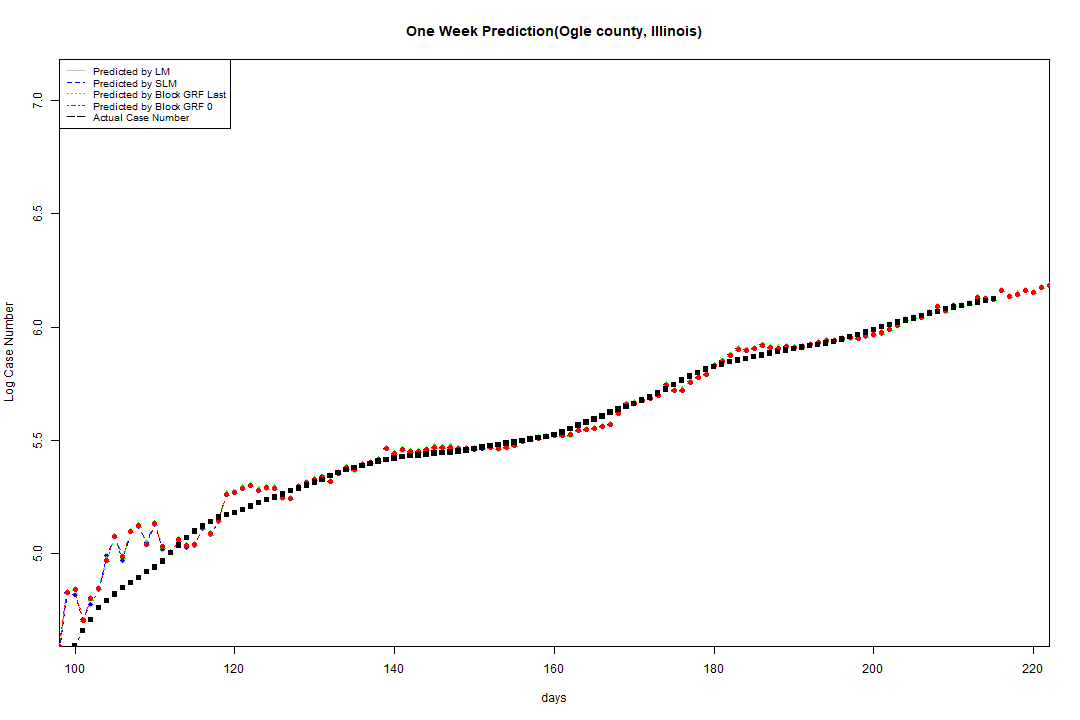 One Week Prediction(Ogle county, Illinois)
Predicted by LM
Predicted by SLM
Predicted by Block GRF Last
Predicted by Block GRF 0
Actual Case Number
7.0
6.5
6.0
5.5
5.0
Log Case Number
100 120 140 160 180 200 220
days